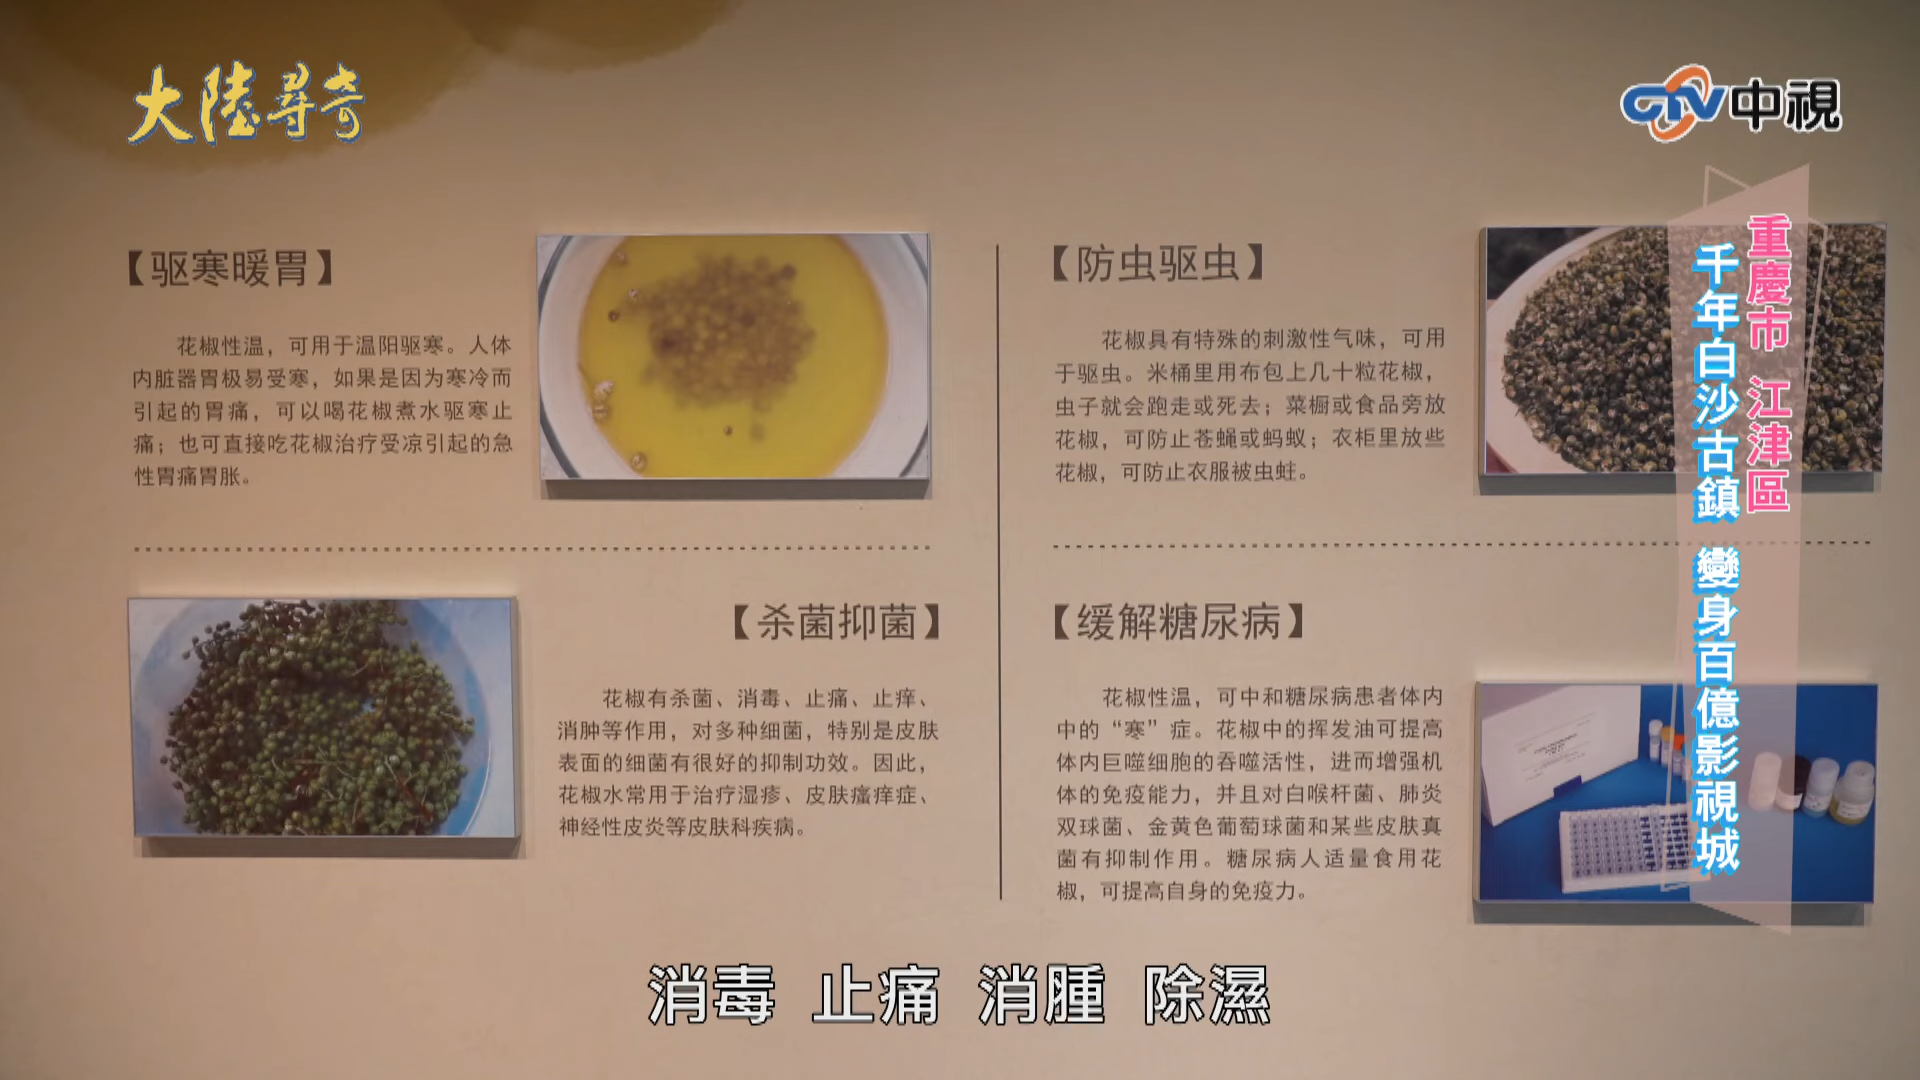 大陸尋奇
CTV中視
重慶市 江津區
千年白沙古鎮 變身百億影視城
【驱寒暖胃】
花椒性温，可用于温阳驱寒。人体
内脏器胃极易受寒，如果是因为寒冷而
引起的胃痛，可以喝花椒煮水驱寒止
痛；也可直接吃花椒治疗受凉引起的急
性胃痛胃胀。
【杀菌抑菌】
花椒有杀菌、消毒、止痛、止痒、
消肿等作用，对多种细菌，特别是皮肤
表面的细菌有很好的抑制功效。因此，
花椒水常用于治疗湿疹、皮肤瘙痒症、
神经性皮炎等皮肤科疾病。
【防虫驱虫】
花椒具有特殊的刺激性气味，可用
于驱虫。米桶里用布包上几十粒花椒，
虫子就会跑走或死去；菜橱或食品旁放
花椒，可防止苍蝇或蚂蚁；衣柜里放些
花椒，可防止衣服被虫蛀。
【缓解糖尿病】
花椒性温，可中和糖尿病患者体内
中的“寒”症。花椒中的挥发油可提高
体内巨噬细胞的吞噬活性，进而增强机
体的免疫能力，并且对白喉杆菌、肺炎
双球菌、金黄色葡萄球菌和某些皮肤真
菌有抑制作用。糖尿病人适量食用花
椒，可提高自身的免疫力。
消毒 止痛 消腫 除濕